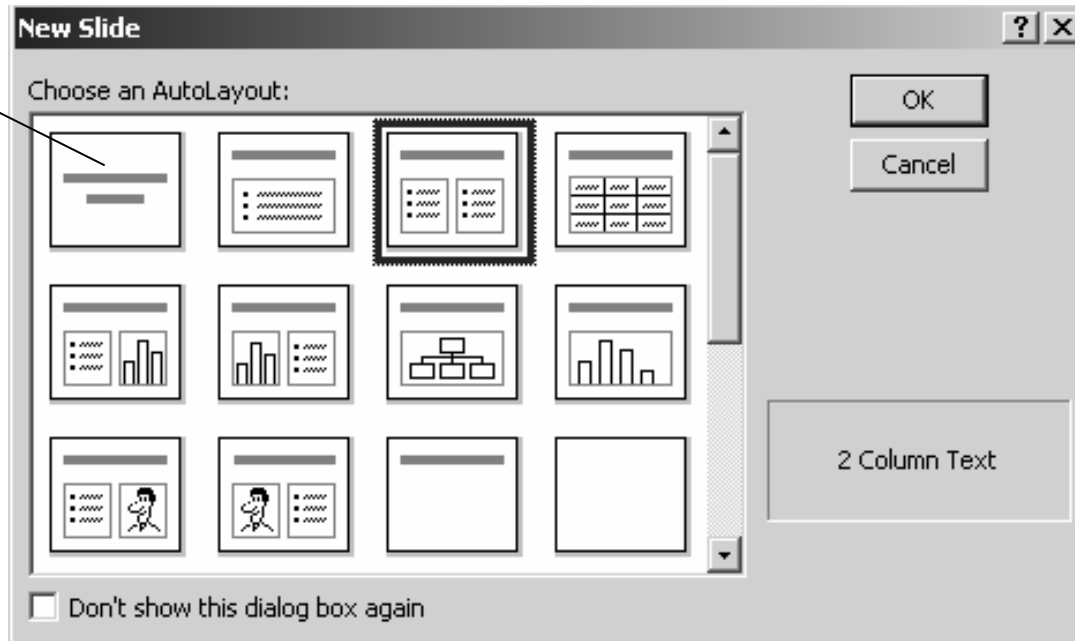 New Slide
Choose an AutoLayout:
OK
Cancel
2 Column Text
Don't show this dialog box again